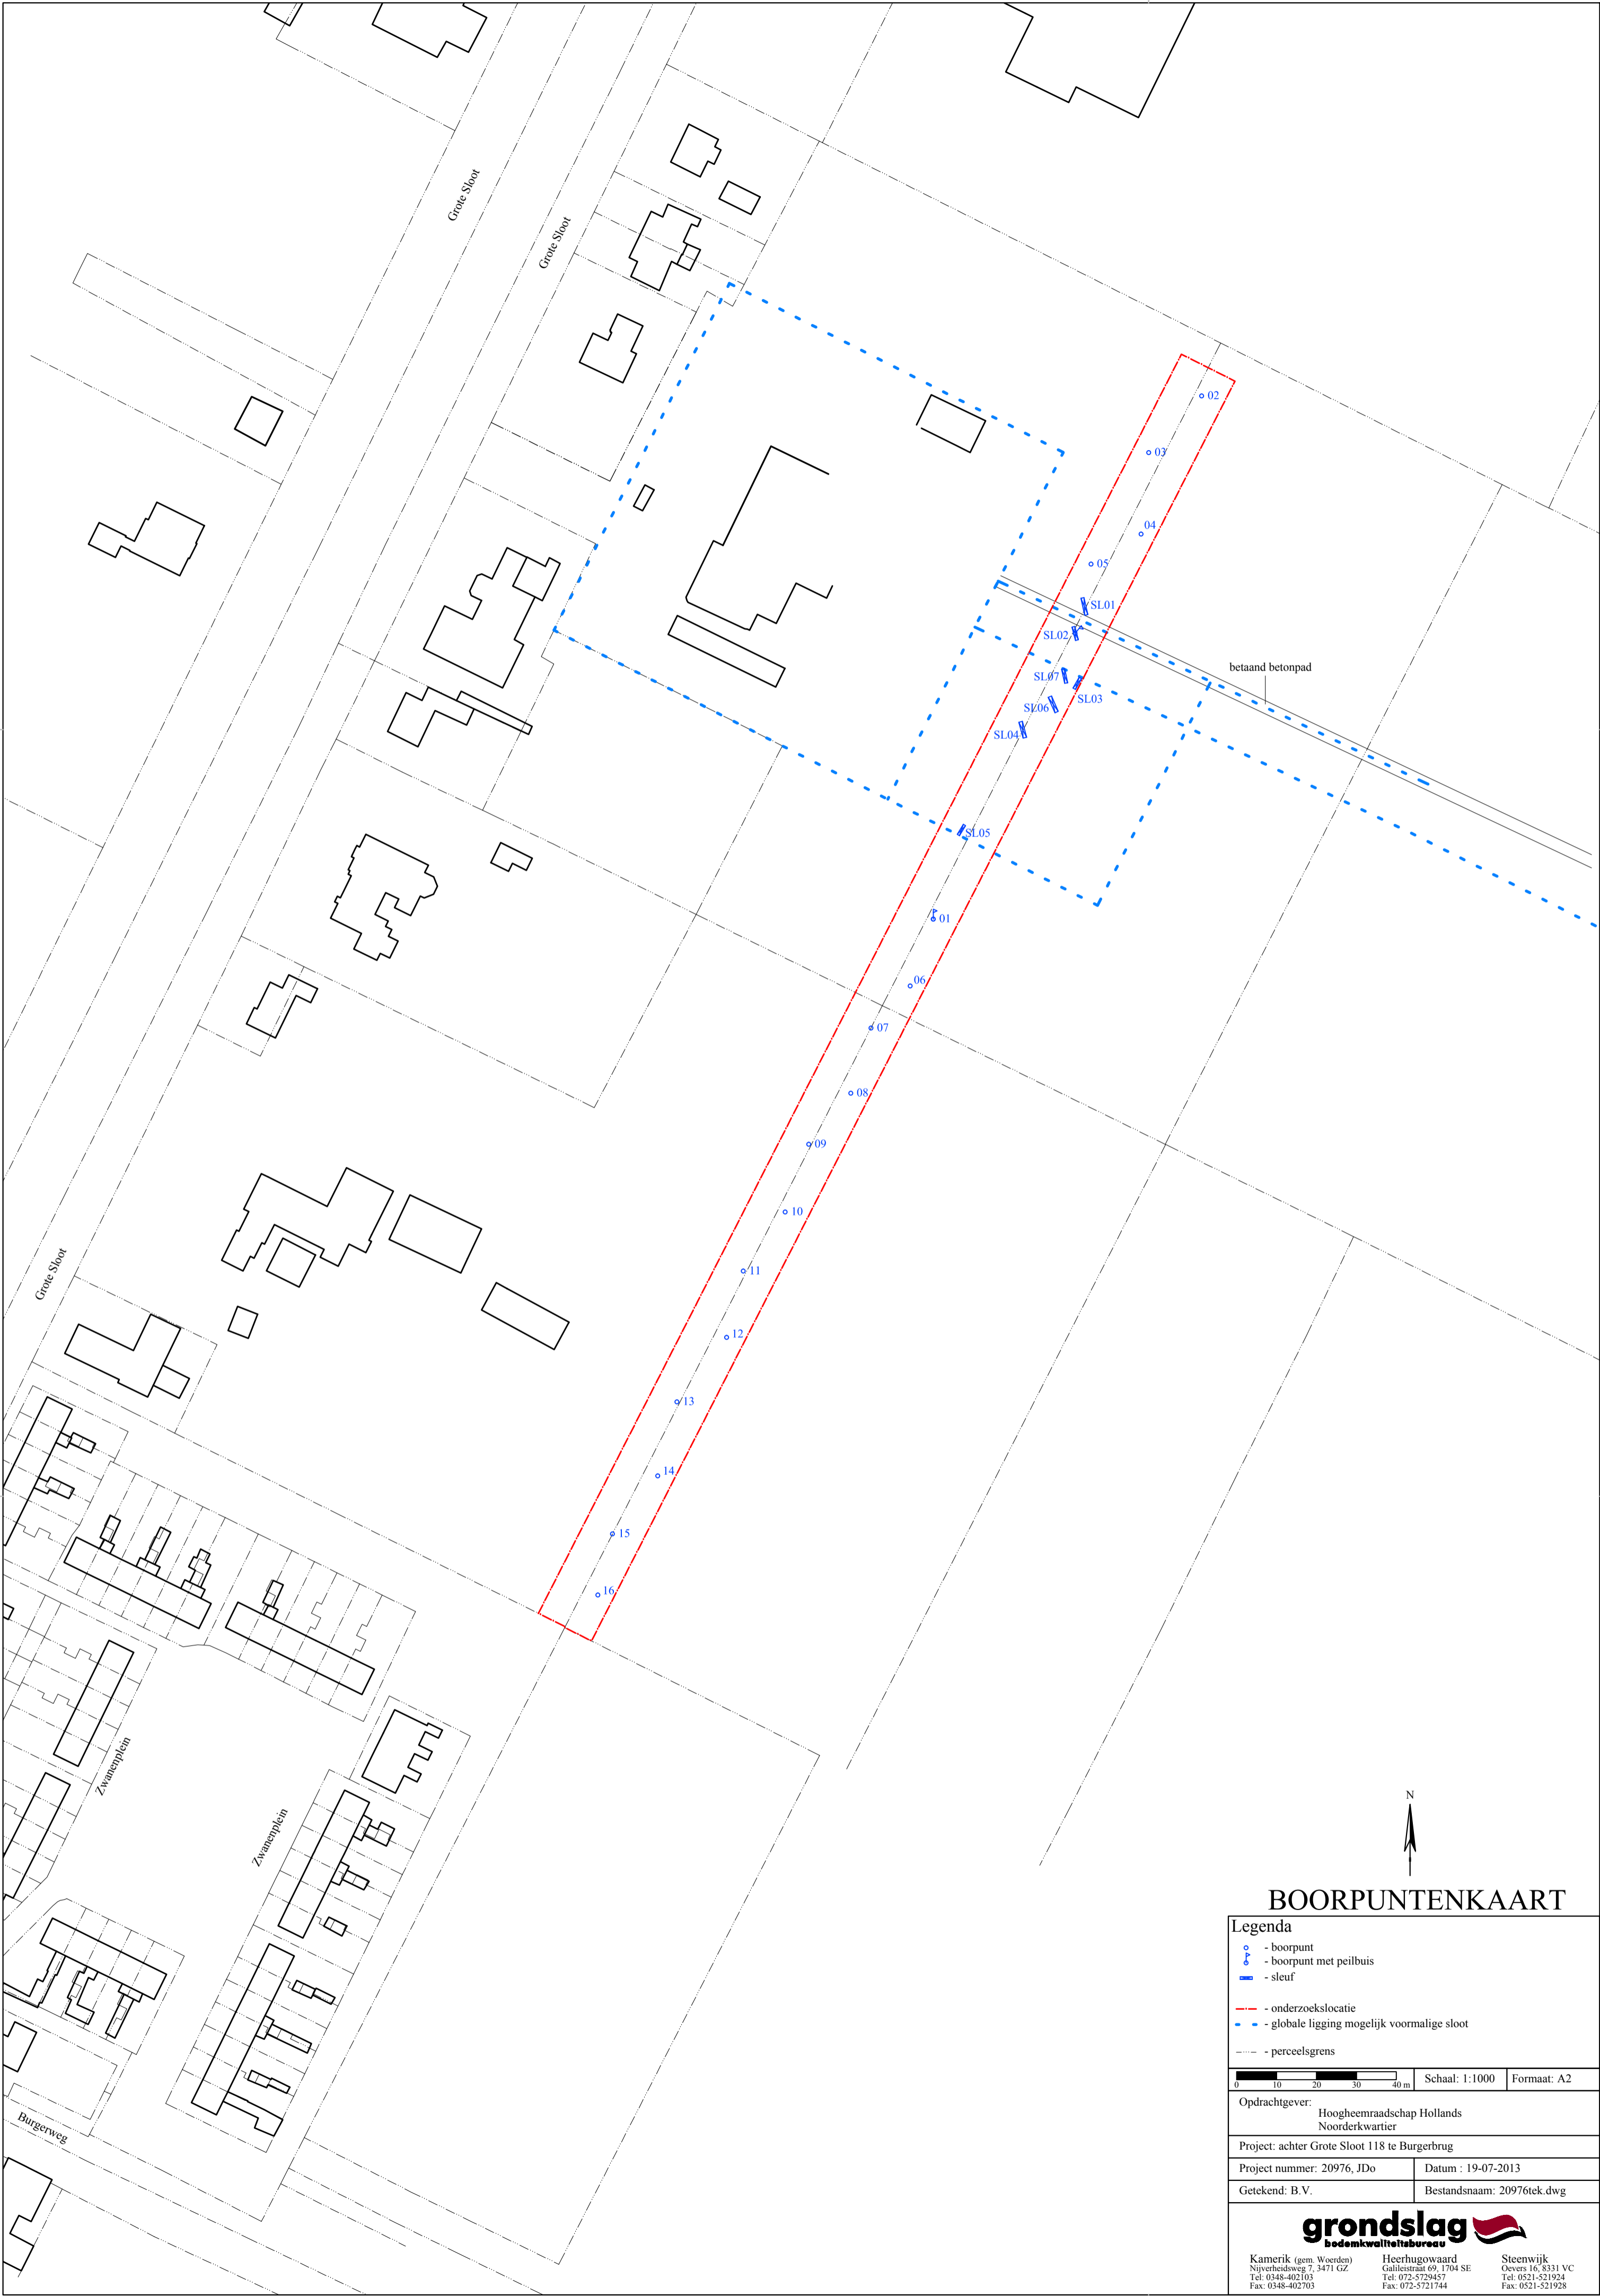 Grote Sloot
Grote Sloot
02
03
04
05
SL01
SL02
betaand betonpad
SL07
SL03
SL06
SL04
SL05
01
06
07
08
09
10
Grote Sloot
11
12
13
14
15
16
Zwanenplein
Zwanenplein
Burgerweg
N
BOORPUNTENKAART
Legenda
- boorpunt
- boorpunt met peilbuis
- sleuf
- onderzoekslocatie
- globale ligging mogelijk voormalige sloot
- perceelsgrens
0 10 20 30 40 m
Schaal: 1:1000
Formaat: A2
Opdrachtgever:
Hoogheemraadschap Hollands
Noorderkwartier
Project: achter Grote Sloot 118 te Burgerbrug
Project nummer: 20976, JDo
Datum : 19-07-2013
Getekend: B.V.
Bestandsnaam: 20976tek.dwg
grondslag
bodemkwaliteitsbureau
Kamerik (gem. Woerden)
Nijverheidsweg 7, 3471 GZ
Tel: 0348-402103
Fax: 0348-402703
Heerhugowaard
Galileistraat 69, 1704 SE
Tel: 072-5729457
Fax: 072-5721744
Steenwijk
Oevers 16, 8331 VC
Tel: 0521-521924
Fax: 0521-521928